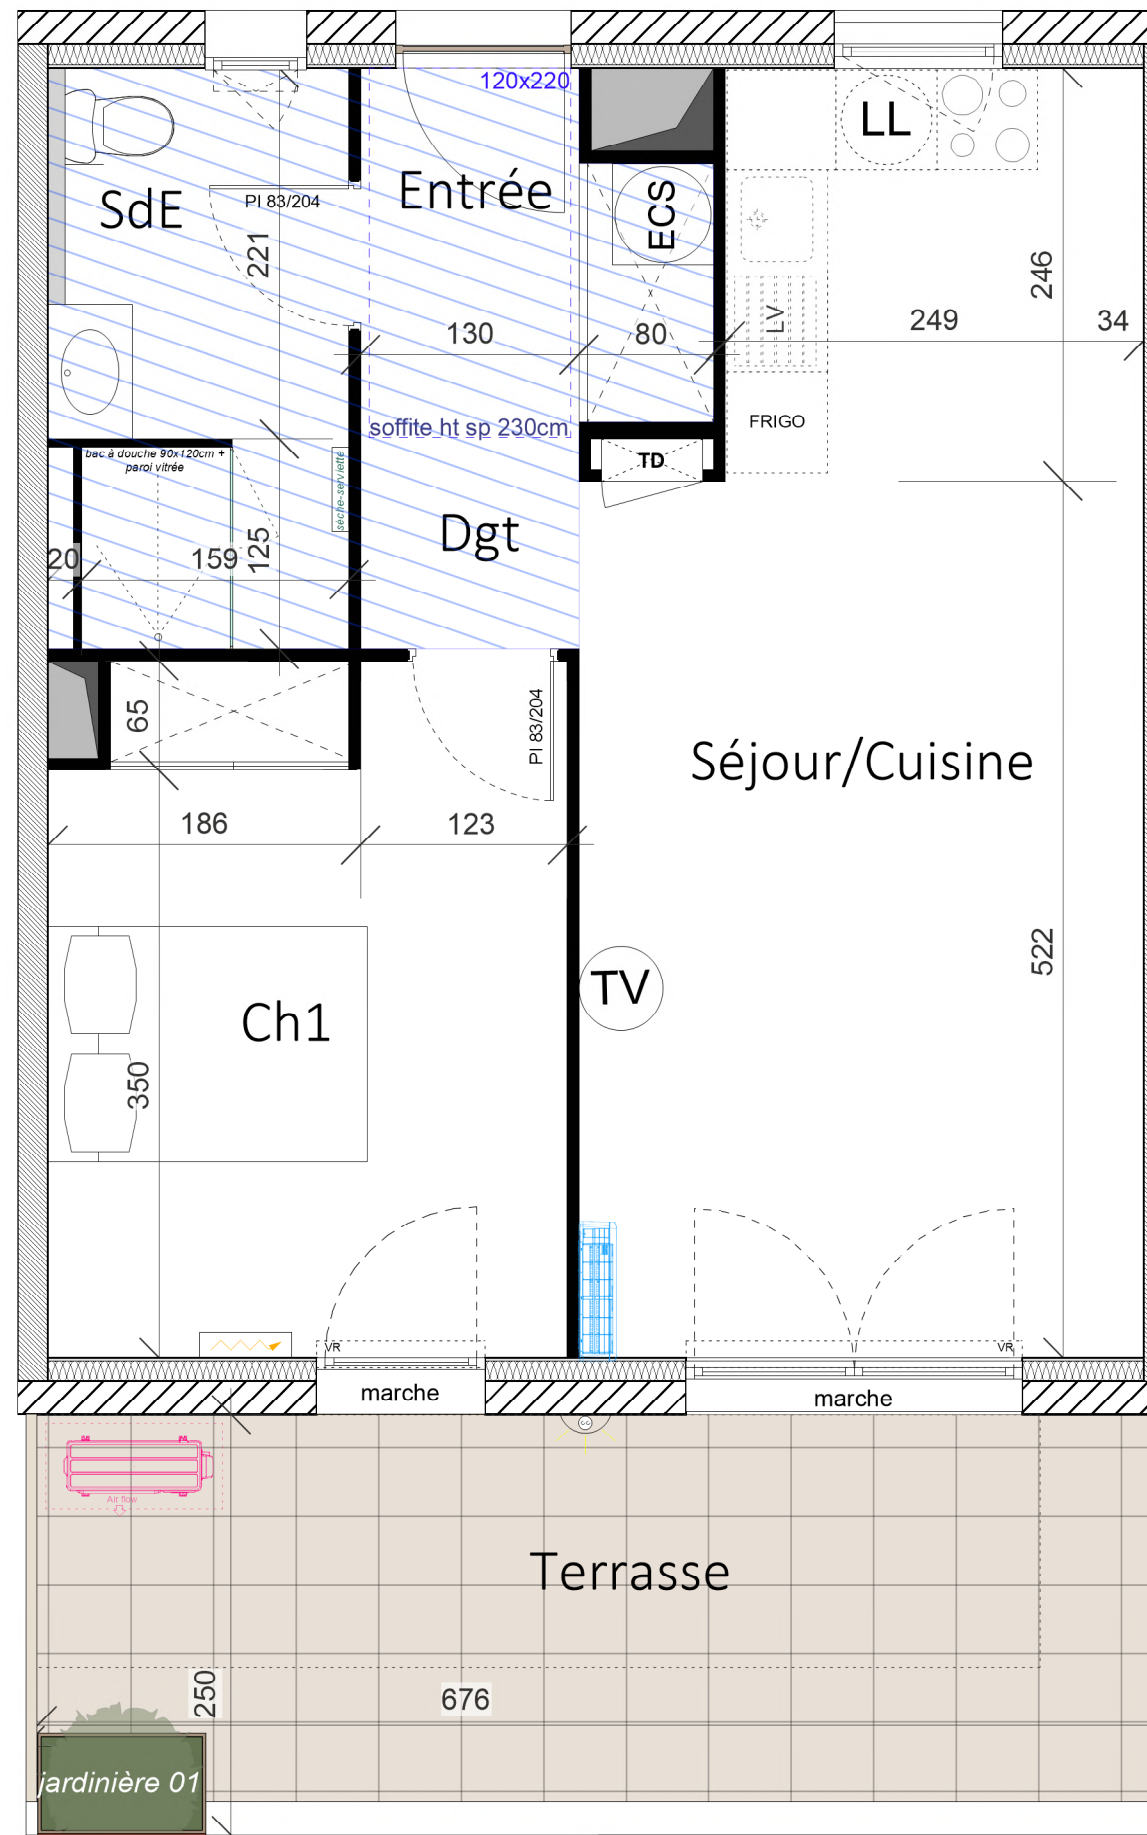 120x220
LL
SdE
PI 83/204
Entrée
ECS
221
246
130
80
LV
249
34
soffite ht sp 230cm
FRIGO
bac à douche 90x120cm +
paroi vitrée
sèche-serviette
TD
Dgt
20
159
125
65
PI 83/204
Séjour/Cuisine
186
123
522
TV
Ch1
350
VR
VR
marche
marche
Air flow
Terrasse
250
676
jardinière 01